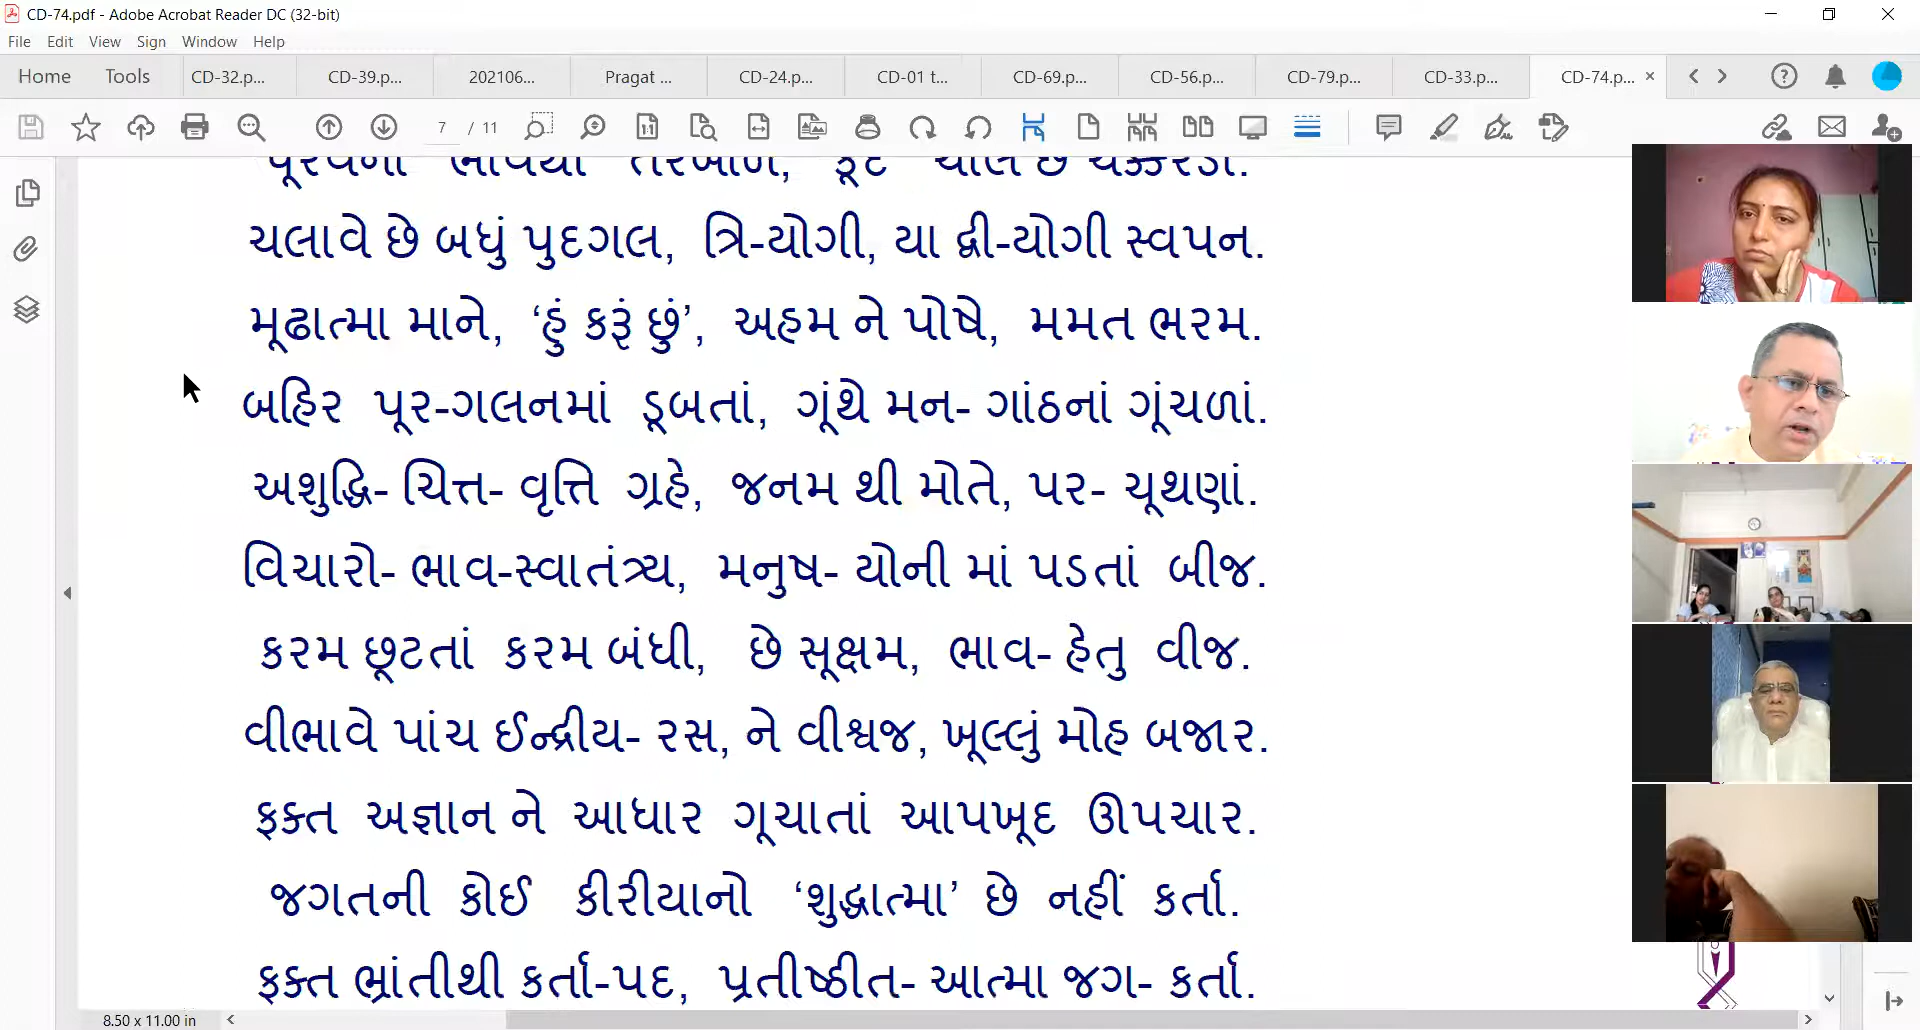 CD-74.pdf - Adobe Acrobat Reader DC (32-bit)
File Edit View Sign Window Help
Home Tools CD-32.p... CD-39.p... 202106... Pragat ... CD-24.p... CD-01 t... CD-69.p... CD-56.p... CD-79.p... CD-33.p... CD-74.p...
7 / 11
ચલાવે છે બધું પુદગલ, ત્રિ-યોગી, યા દ્વી-યોગી સ્વપન.
મૂઢાત્મા માને, ‘હું કરૂં છું’, અહમ ને પોષે, મમત ભરમ.
બહિર પૂર-ગલનમાં ડૂબતાં, ગૂંથે મન- ગાંઠનાં ગૂંચળાં.
અશુદ્ધિ- ચિત્ત- વૃત્તિ ગ્રહે, જનમ થી મોતે, પર- ચૂથણાં.
વિચારો- ભાવ-સ્વાતંત્ર્ય, મનુષ- યોની માં પડતાં બીજ.
કરમ છૂટતાં કરમ બંધી, છે સૂક્ષમ, ભાવ- હેતુ વીજ.
વીભાવે પાંચ ઈન્દ્રીય- રસ, ને વીશ્વજ, ખૂલ્લું મોહ બજાર.
ફક્ત અજ્ઞાન ને આધાર ગૂચાતાં આપખૂદ ઊપચાર.
જગતની કોઈ કીરીયાનો ‘શુદ્ધાત્મા’ છે નહીં કર્તા.
ફક્ત ભ્રાંતીથી કર્તા-પદ, પ્રતીષ્ઠીત- આત્મા જગ- કર્તા.
8.50 x 11.00 in